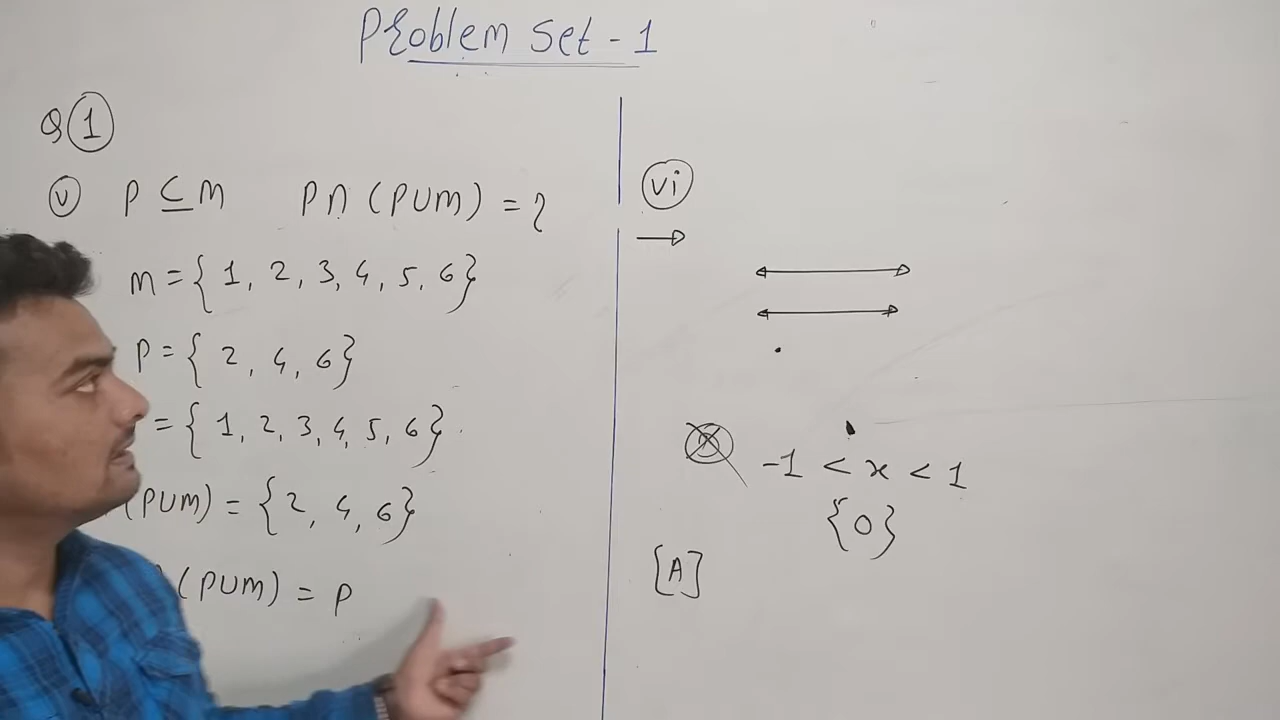 Problem Set - 1
Q 1
v P ⊆ M P ∩ (P∪M) = ?
M = { 1, 2, 3, 4, 5, 6}
P = { 2, 4, 6}
= { 1, 2, 3, 4, 5, 6}
(P∪M) = {2, 4, 6}
(P∪M) = P
vi
→
-1 < x < 1
{0}
[A]